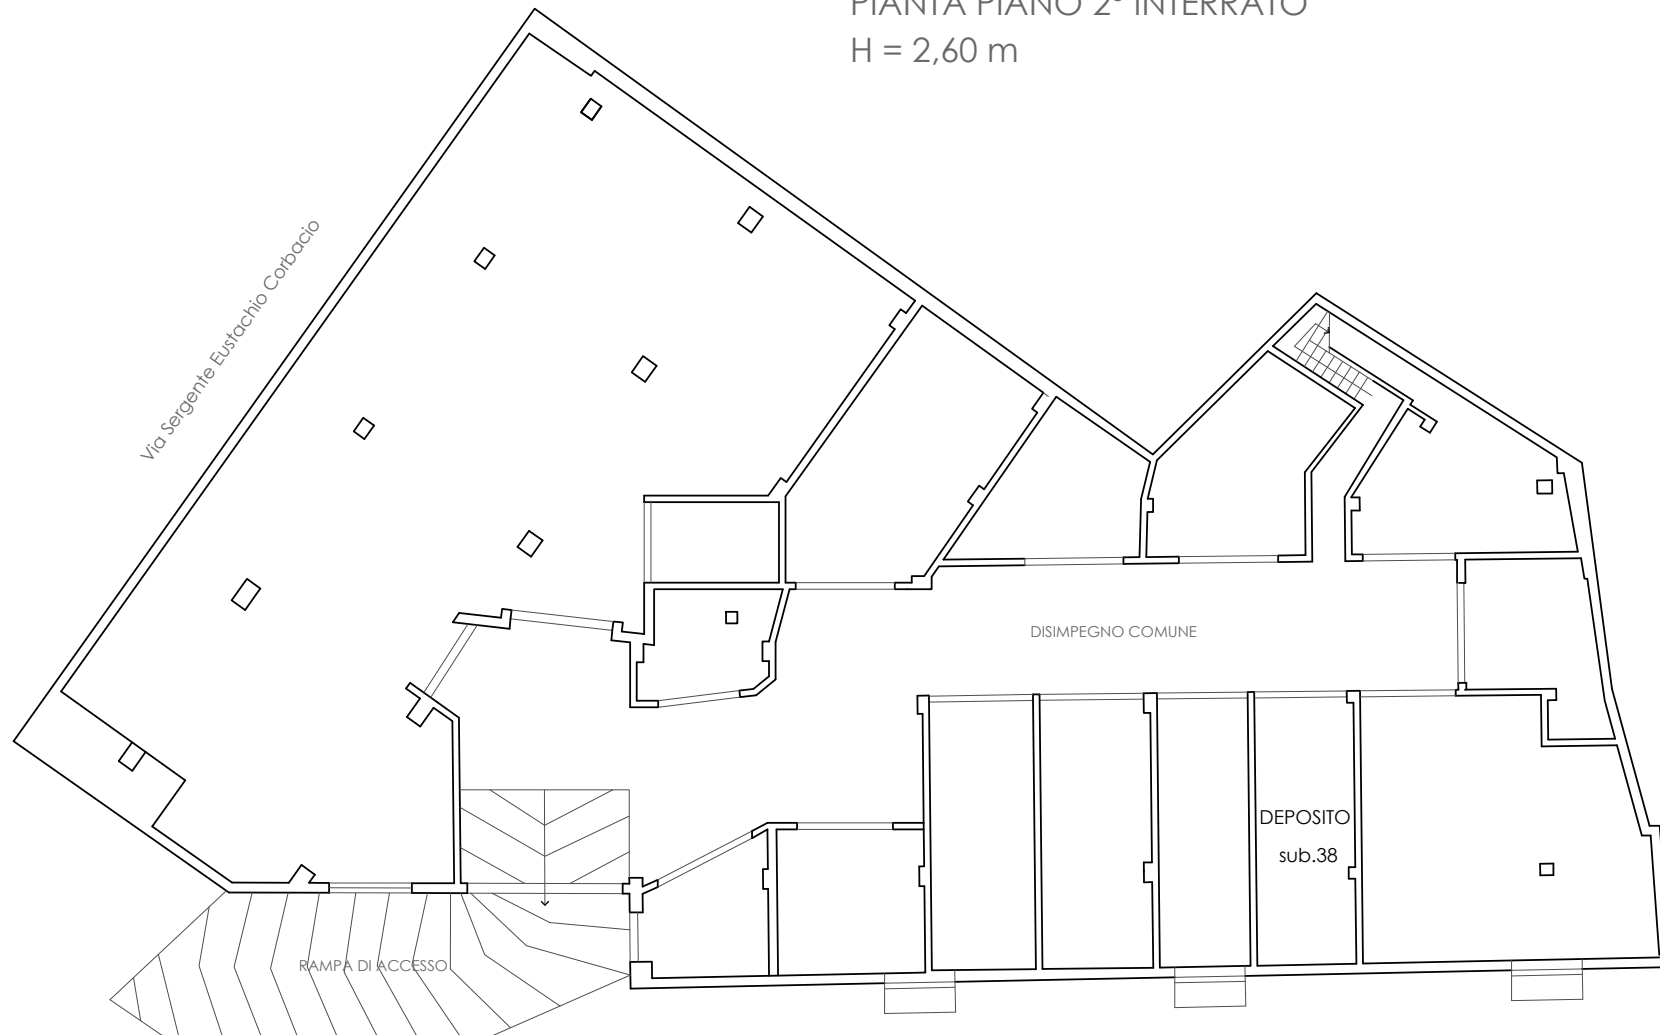 PIANTA PIANO 2° INTERRATO
H = 2,60 m
Via Sergente Eustachio Corbacio
DISIMPEGNO COMUNE
DEPOSITO
sub.38
RAMPA DI ACCESSO